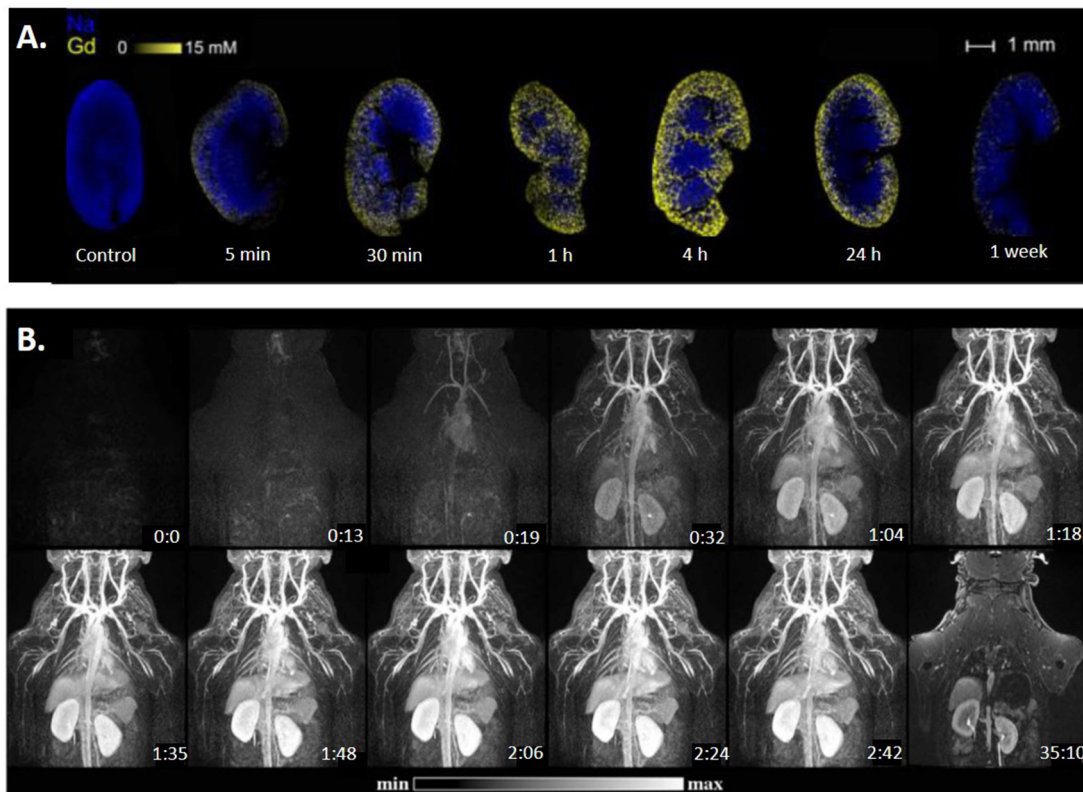 A.
Na
Gd 0 15 mM
1 mm
Control 5 min 30 min 1 h 4 h 24 h 1 week
B.
0:0 0:13 0:19 0:32 1:04 1:18
1:35 1:48 2:06 2:24 2:42 35:10
min max